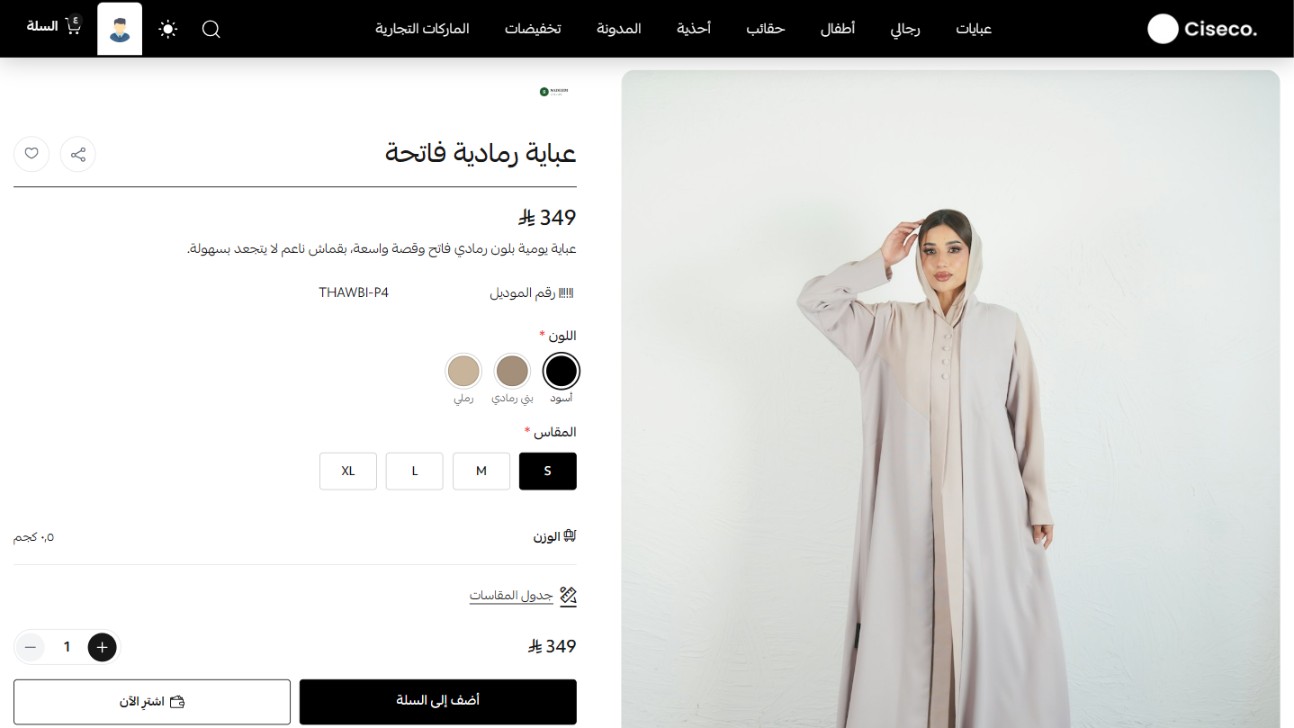 Ciseco.
عبايات
رجالي
أطفال
حقائب
أحذية
المدونة
تخفيضات
الماركات التجارية
٤
السلة
عباية رمادية فاتحة
349
عباية يومية بلون رمادي فاتح وقصة واسعة، بقماش ناعم لا يتجعد بسهولة.
رقم الموديل THAWBI-P4
اللون *
أسود
بني رمادي
رملي
المقاس *
S M L XL
الوزن ٠,٥ كجم
جدول المقاسات
349
+ 1 −
أضف إلى السلة
اشترِ الآن